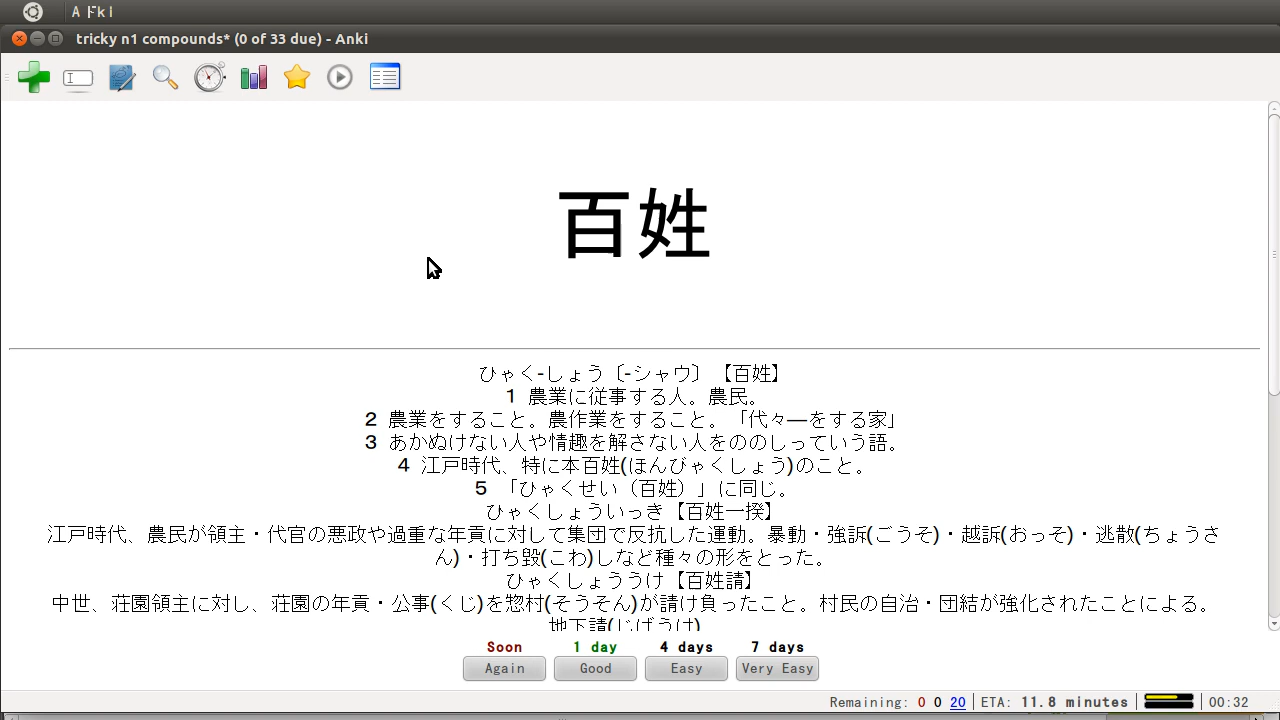 tricky n1 compounds* (0 of 33 due) - Anki
百姓
ひゃく-しょう〔-シャウ〕【百姓】
1 農業に従事する人。農民。
2 農業をすること。農作業をすること。「代々―をする家」
3 あかぬけない人や情趣を解さない人をののしっていう語。
4 江戸時代、特に本百姓(ほんびゃくしょう)のこと。
5 「ひゃくせい（百姓）」に同じ。
ひゃくしょういっき【百姓一揆】
江戸時代、農民が領主・代官の悪政や過重な年貢に対して集団で反抗した運動。暴動・強訴(ごうそ)・越訴(おっそ)・逃散(ちょうさ
ん)・打ち毀(こわ)しなど種々の形をとった。
ひゃくしょううけ【百姓請】
中世、荘園領主に対し、荘園の年貢・公事(くじ)を惣村(そうそん)が請け負ったこと。村民の自治・団結が強化されたことによる。
地下請(じげうけ)
Soon 1 day 4 days 7 days
Again Good Easy Very Easy
Remaining: 0 0 20 ETA: 11.8 minutes 00:32